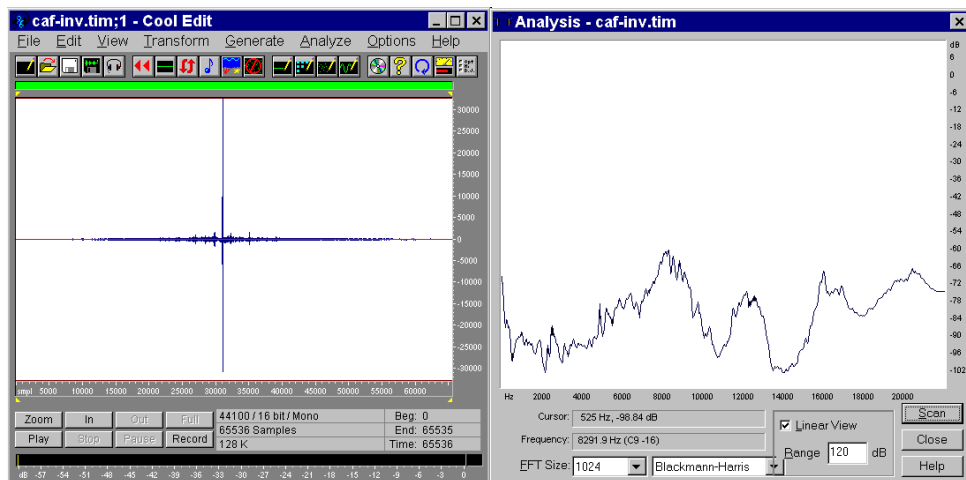 caf-inv.tim;1 - Cool Edit
File Edit View Transform Generate Analyze Options Help
30000
25000
20000
15000
10000
5000
0
-5000
-10000
-15000
-20000
-25000
-30000
smpl 5000 10000 15000 20000 25000 30000 35000 40000 45000 50000 55000 60000
Zoom In Out Full
Play Stop Pause Record
44100 / 16 bit / Mono
65536 Samples
128 K
Beg: 0
End: 65535
Time: 65536
dB -57 -54 -51 -48 -45 -42 -39 -36 -33 -30 -27 -24 -21 -18 -15 -12 -9 -6 -3 0
Analysis - caf-inv.tim
dB
6
0
-6
-12
-18
-24
-30
-36
-42
-48
-54
-60
-66
-72
-78
-84
-90
-96
-102
Hz 2000 4000 6000 8000 10000 12000 14000 16000 18000 20000
Cursor: 525 Hz, -98.84 dB
Frequency: 8291.9 Hz (C9 -16)
FFT Size: 1024 Blackmann-Harris
Linear View
Range 120 dB
Scan
Close
Help